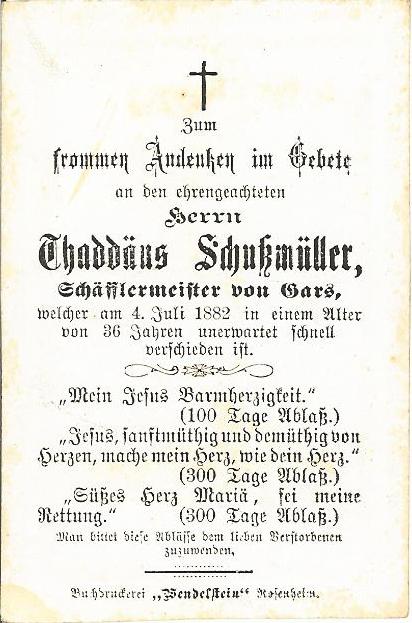 Zum
frommen Andenken im Gebete
an den ehrengeachteten
Herrn
Thaddäus Schußmüller,
Schäfflermeister von Gars,
welcher am 4. Juli 1882 in einem Alter
von 36 Jahren unerwartet schnell
verschieden ist.
„Mein Jesus Barmherzigkeit.“
(100 Tage Ablaß.)
„Jesus, sanftmüthig und demüthig von
Herzen, mache mein Herz, wie dein Herz.“
(300 Tage Ablaß.)
„Süßes Herz Mariä, sei meine
Rettung.“ (300 Tage Ablaß.)
Man bittet diese Ablässe dem lieben Verstorbenen
zuzuwenden.
Buchdruckerei „Wendelstein“ Rosenheim.